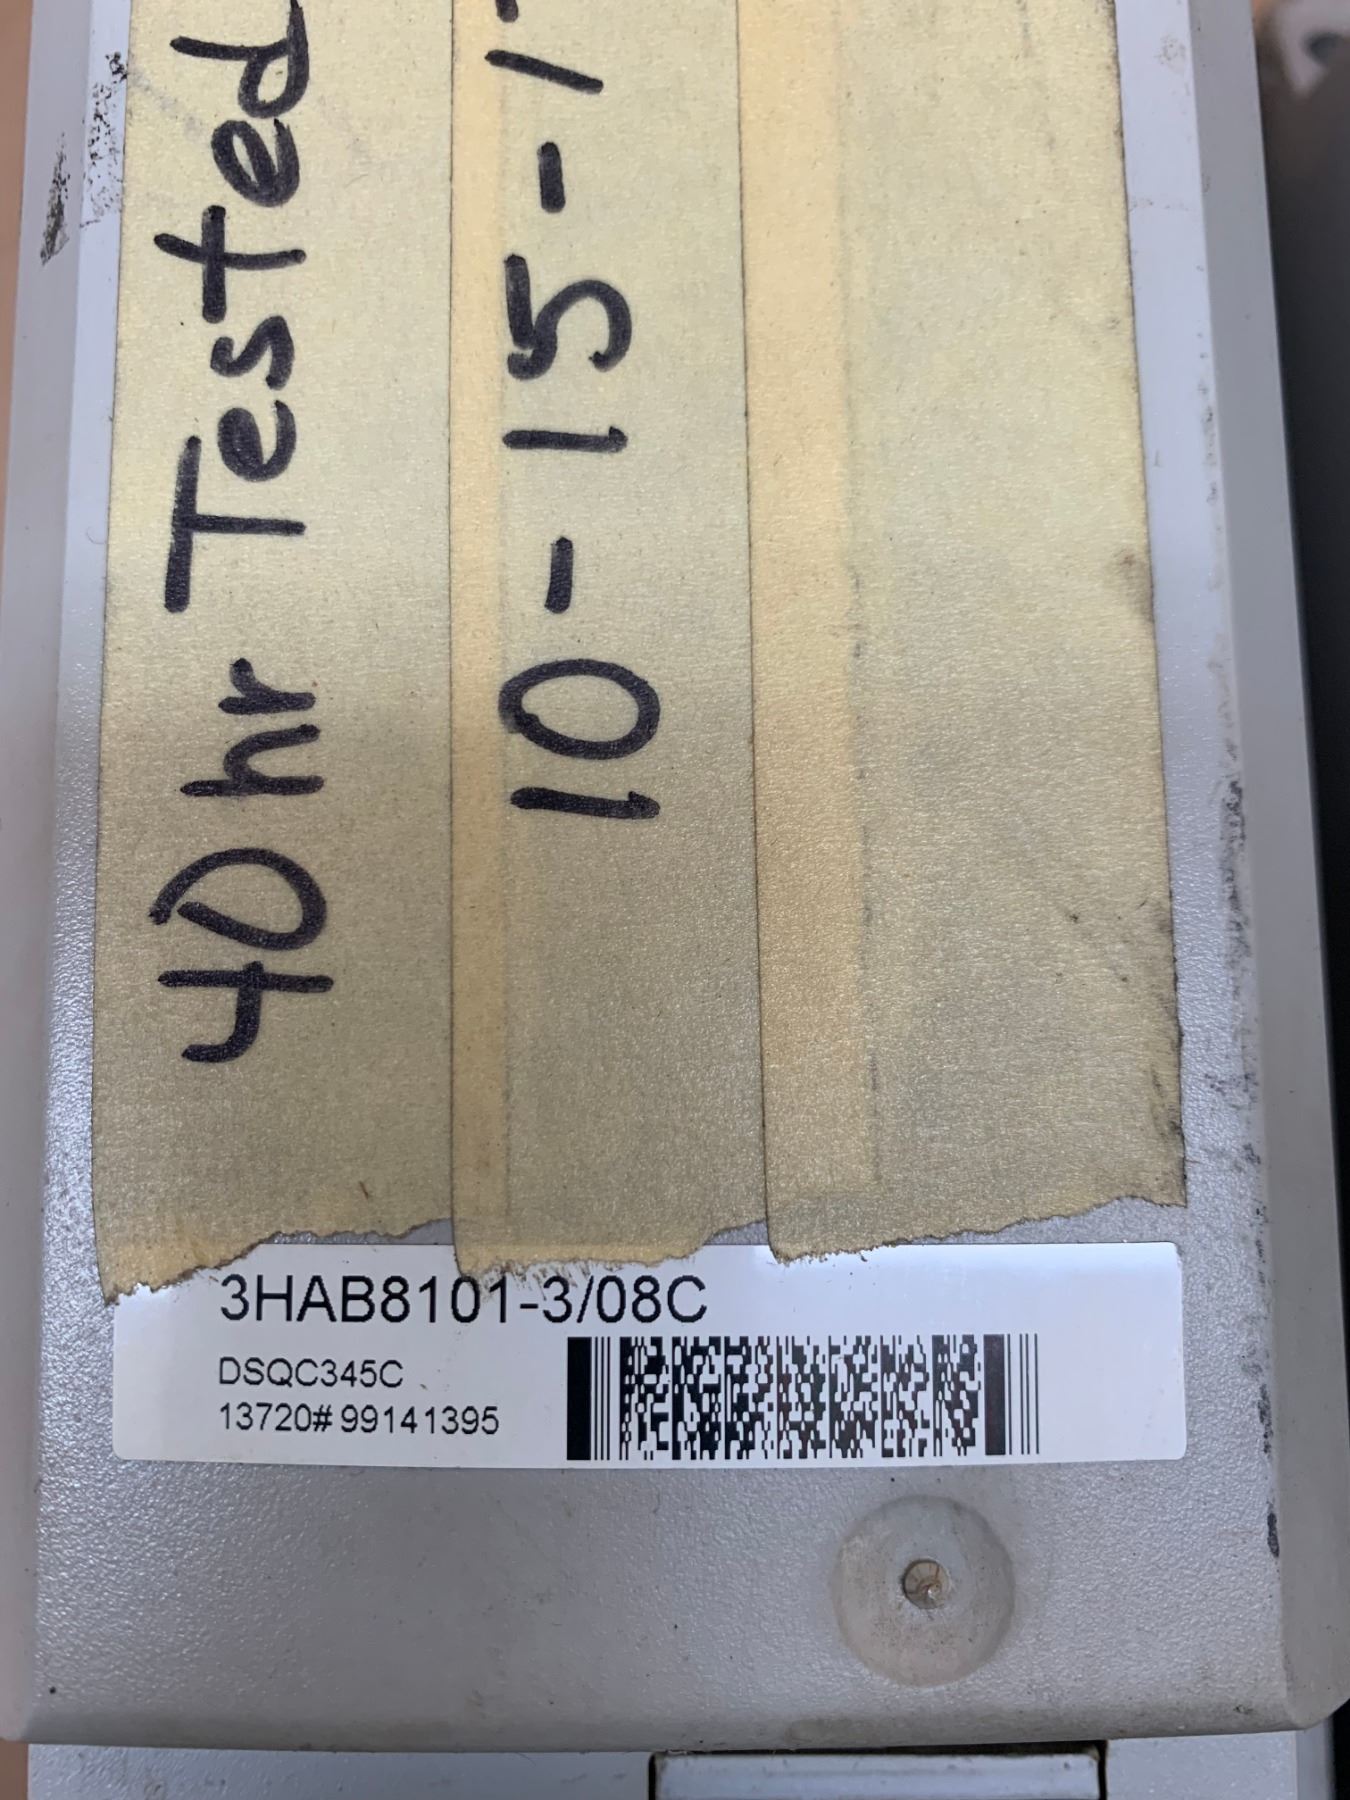 40 hr Tested
10-15-1
3HAB8101-3/08C
DSQC345C
13720#99141395